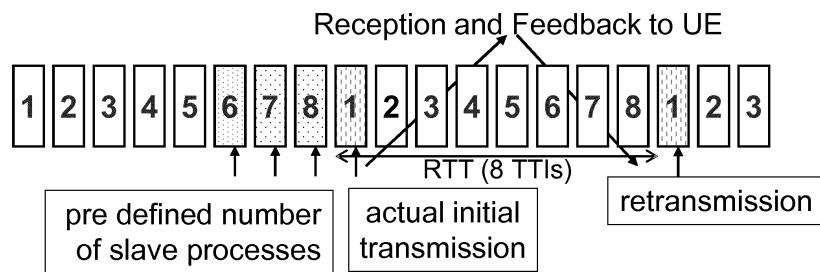 Reception and Feedback to UE
1 2 3 4 5 6 7 8 1 2 3 4 5 6 7 8 1 2 3
RTT (8 TTIs)
pre defined number
of slave processes
actual initial
transmission
retransmission